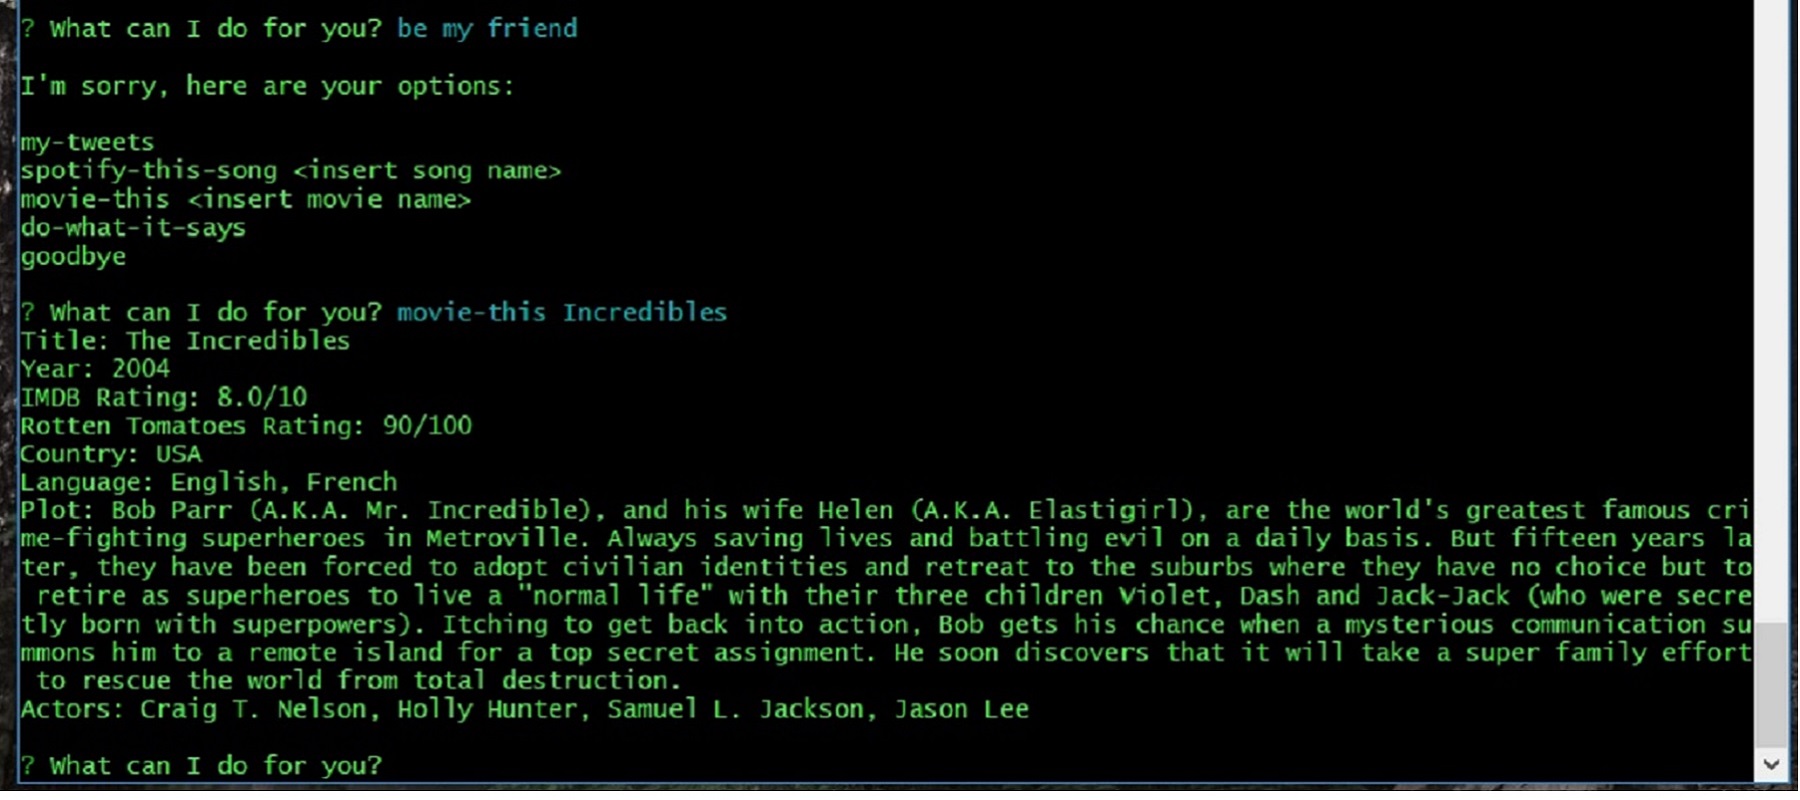 ? What can I do for you? be my friend
I'm sorry, here are your options:
my-tweets
spotify-this-song <insert song name>
movie-this <insert movie name>
do-what-it-says
goodbye
? What can I do for you? movie-this Incredibles
Title: The Incredibles
Year: 2004
IMDB Rating: 8.0/10
Rotten Tomatoes Rating: 90/100
Country: USA
Language: English, French
Plot: Bob Parr (A.K.A. Mr. Incredible), and his wife Helen (A.K.A. Elastigirl), are the world's greatest famous cri
me-fighting superheroes in Metroville. Always saving lives and battling evil on a daily basis. But fifteen years la
ter, they have been forced to adopt civilian identities and retreat to the suburbs where they have no choice but to
 retire as superheroes to live a "normal life" with their three children Violet, Dash and Jack-Jack (who were secre
tly born with superpowers). Itching to get back into action, Bob gets his chance when a mysterious communication su
mmons him to a remote island for a top secret assignment. He soon discovers that it will take a super family effort
 to rescue the world from total destruction.
Actors: Craig T. Nelson, Holly Hunter, Samuel L. Jackson, Jason Lee
? What can I do for you?